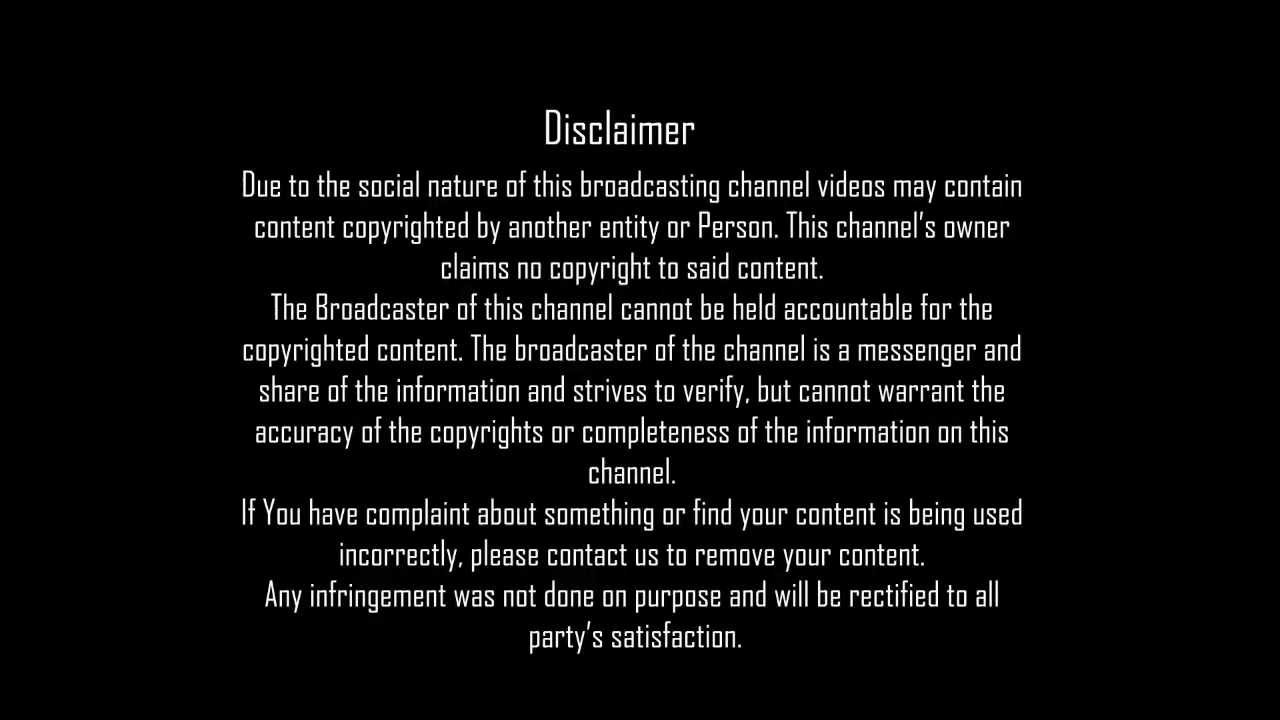 Disclaimer
Due to the social nature of this broadcasting channel videos may contain
content copyrighted by another entity or Person. This channel's owner
claims no copyright to said content.
The Broadcaster of this channel cannot be held accountable for the
copyrighted content. The broadcaster of the channel is a messenger and
share of the information and strives to verify, but cannot warrant the
accuracy of the copyrights or completeness of the information on this
channel.
If You have complaint about something or find your content is being used
incorrectly, please contact us to remove your content.
Any infringement was not done on purpose and will be rectified to all
party's satisfaction.